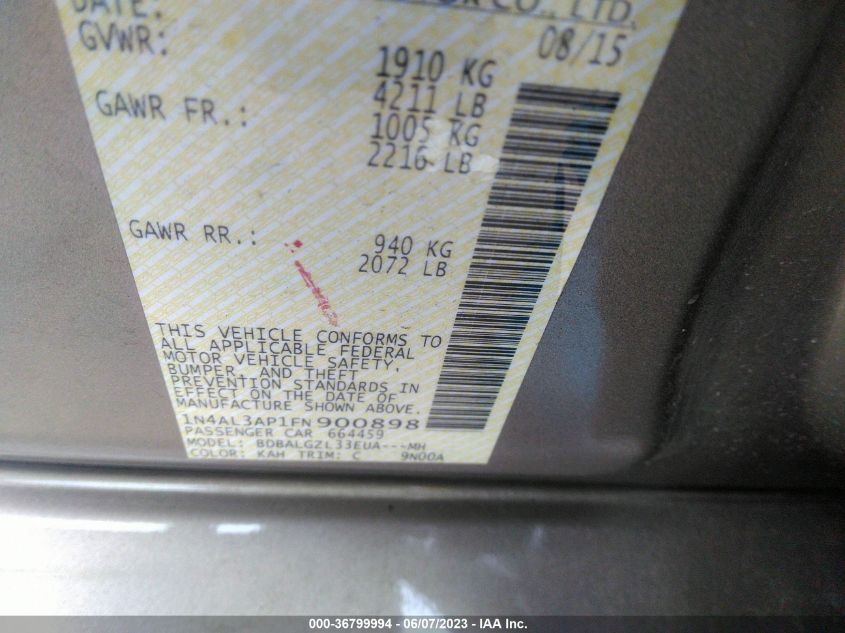 DATE: CO., LTD.
08/15
GVWR: 1910 KG
4211 LB
GAWR FR.: 1005 KG
2216 LB
GAWR RR.: 940 KG
2072 LB
THIS VEHICLE CONFORMS TO
ALL APPLICABLE FEDERAL
MOTOR VEHICLE SAFETY,
BUMPER, AND THEFT
PREVENTION STANDARDS IN
EFFECT ON THE DATE OF
MANUFACTURE SHOWN ABOVE.
1N4AL3AP1FN900898
PASSENGER CAR 664459
MODEL: BDBALGZL33EUA---MH
COLOR: KAH TRIM: C 9N00A
000-36799994 - 06/07/2023 - IAA Inc.